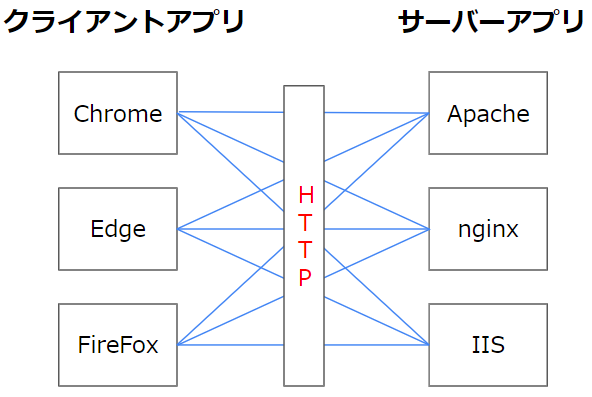 クライアントアプリ
サーバーアプリ
Chrome
Edge
FireFox
H
T
T
P
Apache
nginx
IIS